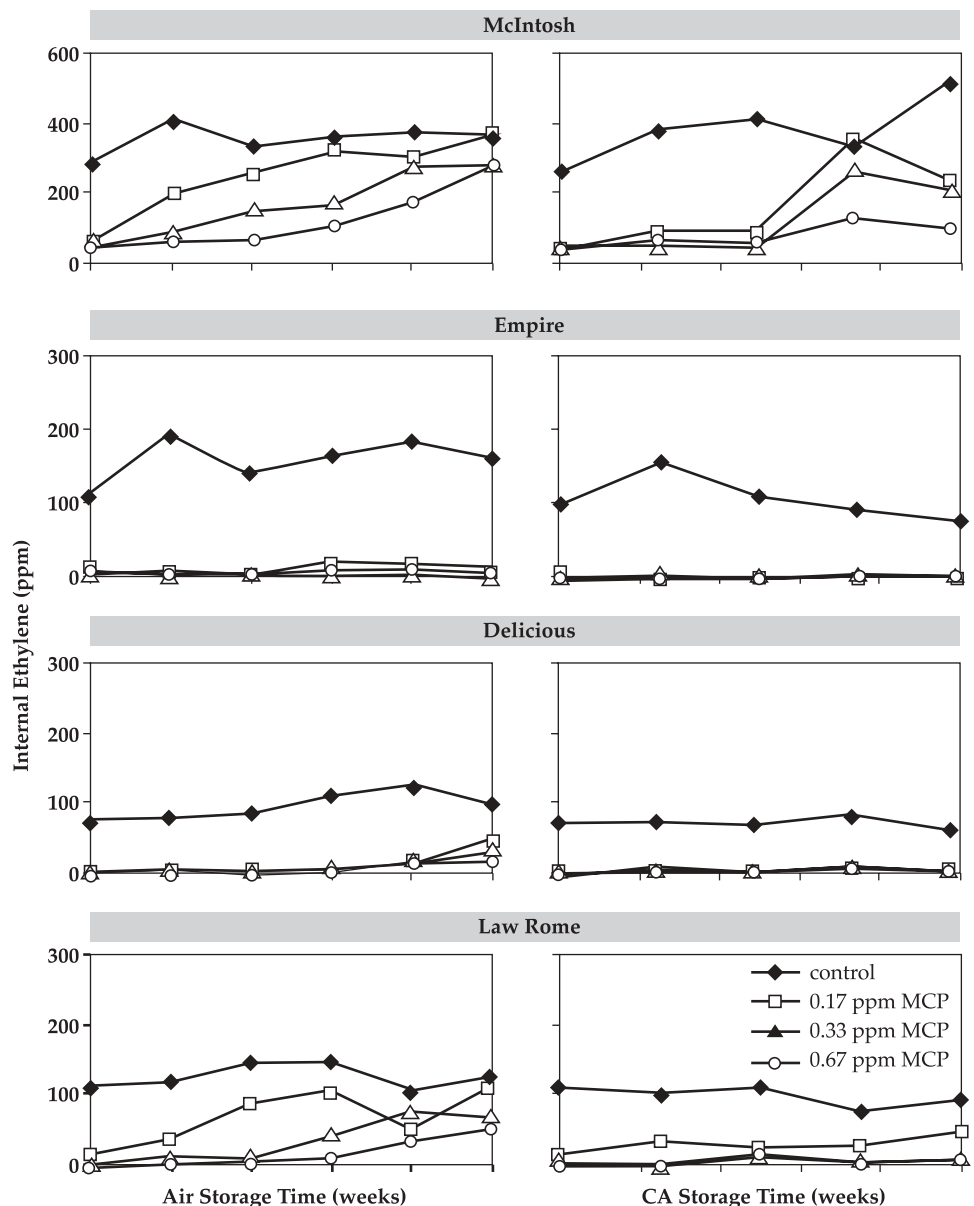 McIntosh
600
400
200
0
Empire
300
200
100
0
Internal Ethylene (ppm)
Delicious
300
200
100
0
Law Rome
300
200
100
0
control
0.17 ppm MCP
0.33 ppm MCP
0.67 ppm MCP
Air Storage Time (weeks)
CA Storage Time (weeks)